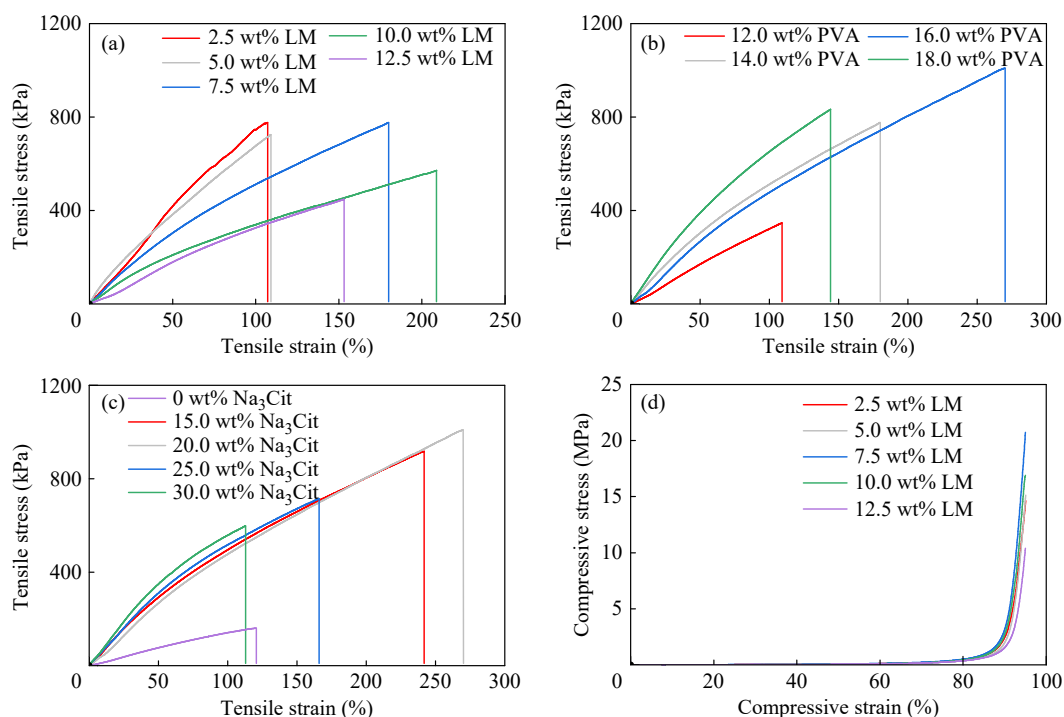 (a)
2.5 wt% LM
5.0 wt% LM
7.5 wt% LM
10.0 wt% LM
12.5 wt% LM
1200
800
400
0
50
100
150
200
250
Tensile stress (kPa)
Tensile strain (%)
(b)
12.0 wt% PVA
14.0 wt% PVA
16.0 wt% PVA
18.0 wt% PVA
1200
800
400
0
50
100
150
200
250
300
Tensile stress (kPa)
Tensile strain (%)
(c)
0 wt% Na₃Cit
15.0 wt% Na₃Cit
20.0 wt% Na₃Cit
25.0 wt% Na₃Cit
30.0 wt% Na₃Cit
1200
800
400
0
50
100
150
200
250
300
Tensile stress (kPa)
Tensile strain (%)
(d)
2.5 wt% LM
5.0 wt% LM
7.5 wt% LM
10.0 wt% LM
12.5 wt% LM
25
20
15
10
5
0
20
40
60
80
100
Compressive stress (MPa)
Compressive strain (%)